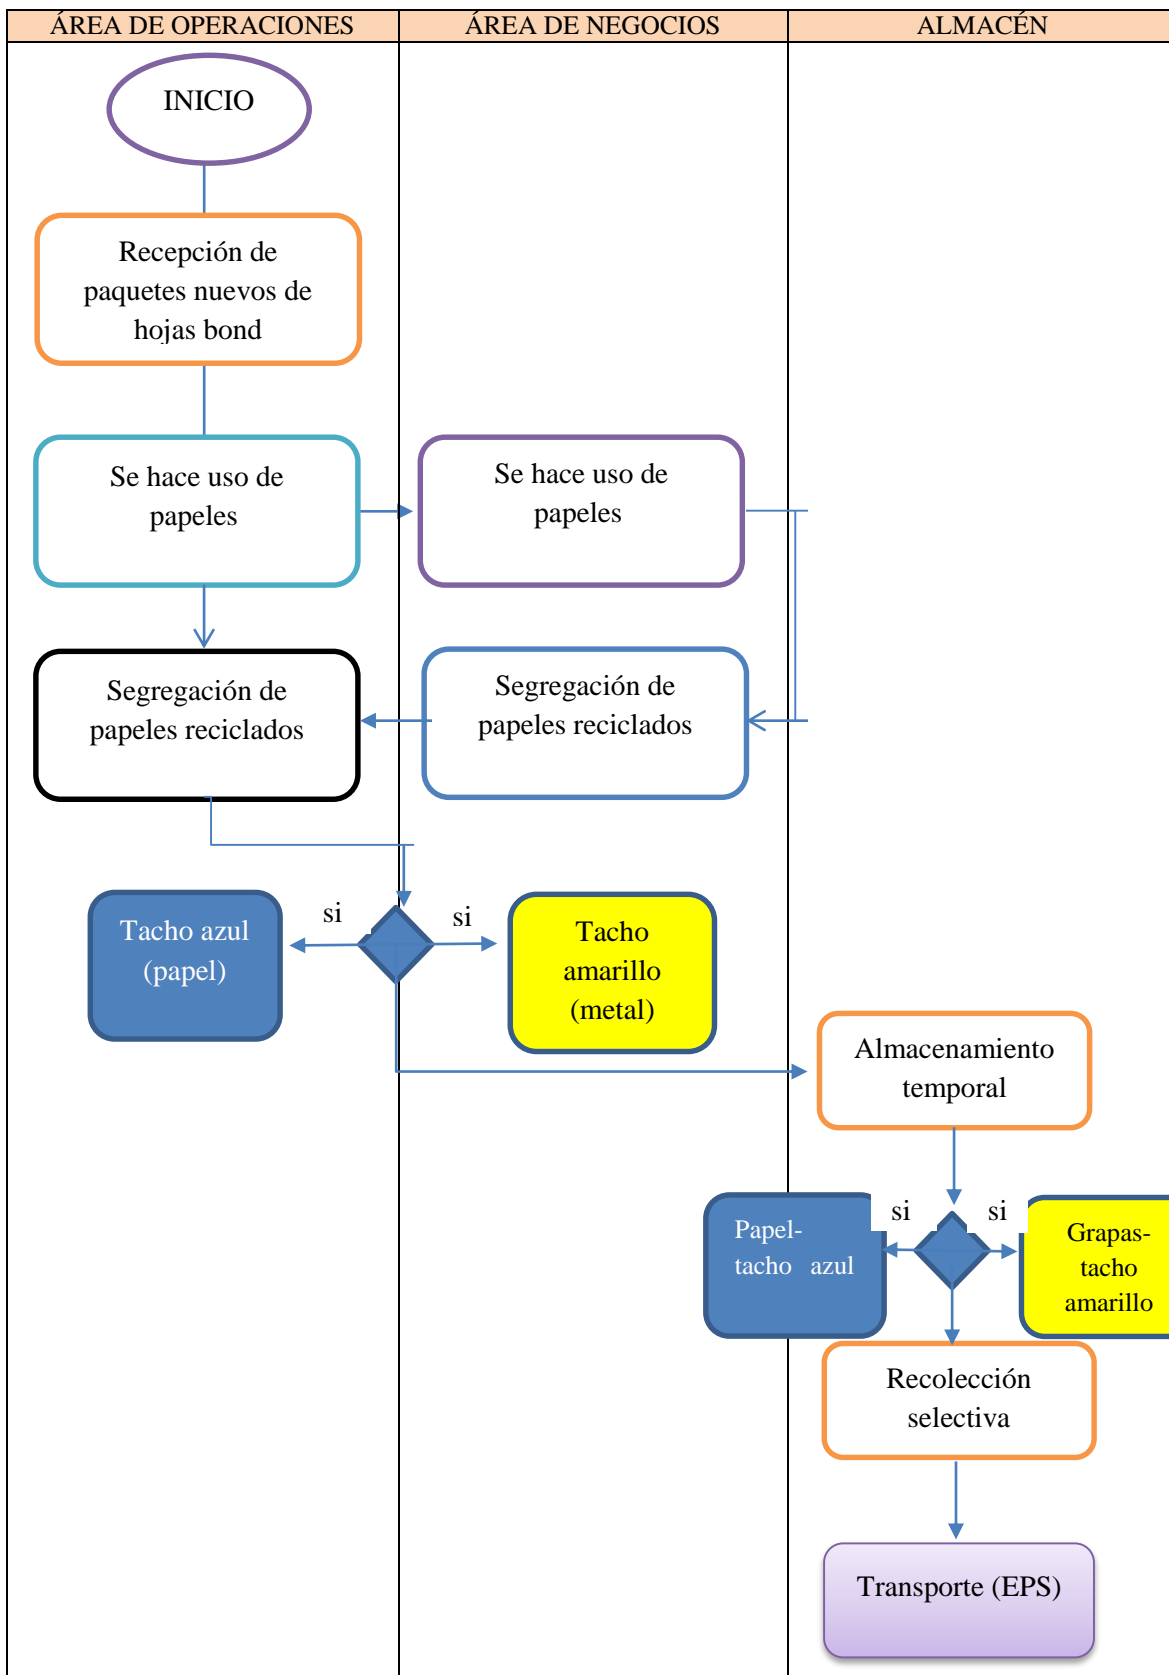 ÁREA DE OPERACIONES
ÁREA DE NEGOCIOS
ALMACÉN
INICIO
Recepción de
paquetes nuevos de
hojas bond
Se hace uso de
papeles
Se hace uso de
papeles
Segregación de
papeles reciclados
Segregación de
papeles reciclados
si
si
Tacho azul
(papel)
Tacho
amarillo
(metal)
Almacenamiento
temporal
si
si
Papel-
tacho azul
Grapas-
tacho
amarillo
Recolección
selectiva
Transporte (EPS)